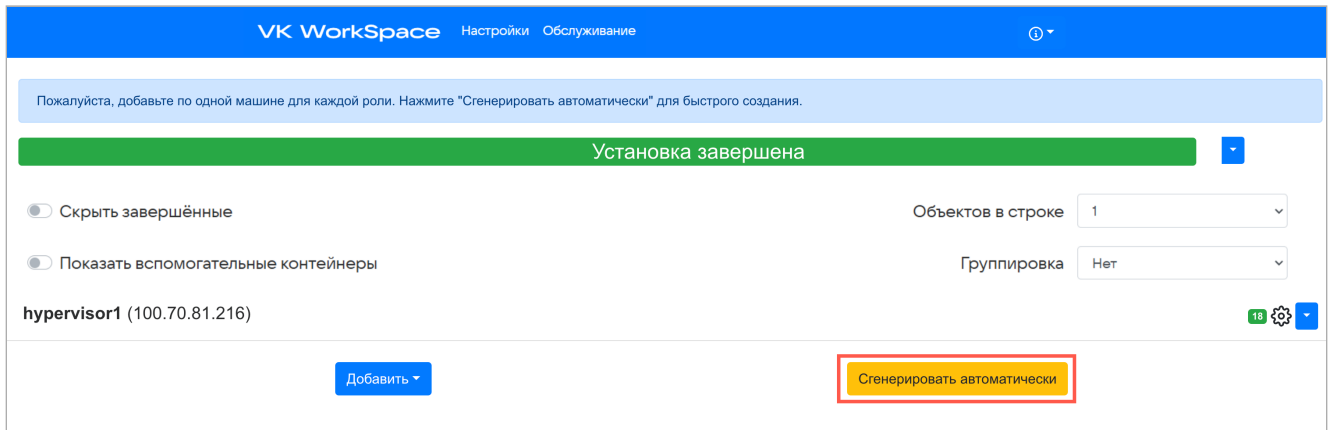 VK WorkSpace Настройки Обслуживание
Пожалуйста, добавьте по одной машине для каждой роли. Нажмите "Сгенерировать автоматически" для быстрого создания.
Установка завершена
Скрыть завершённые Объектов в строке 1
Показать вспомогательные контейнеры Группировка Нет
hypervisor1 (100.70.81.216) 18
Добавить Сгенерировать автоматически